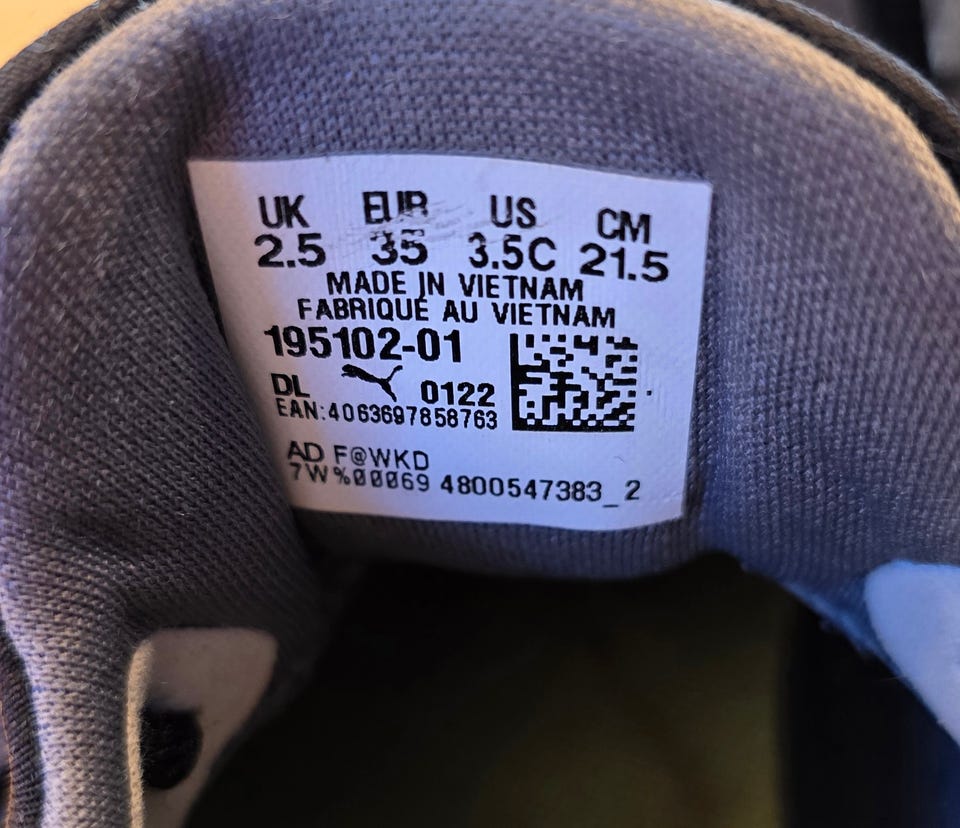 UK EUR US CM
2.5 35 3.5C 21.5
MADE IN VIETNAM
FABRIQUÉ AU VIETNAM
195102-01
DL 0122
EAN:4063697858763
AD F@WKD
7W%00069 4800547383_2